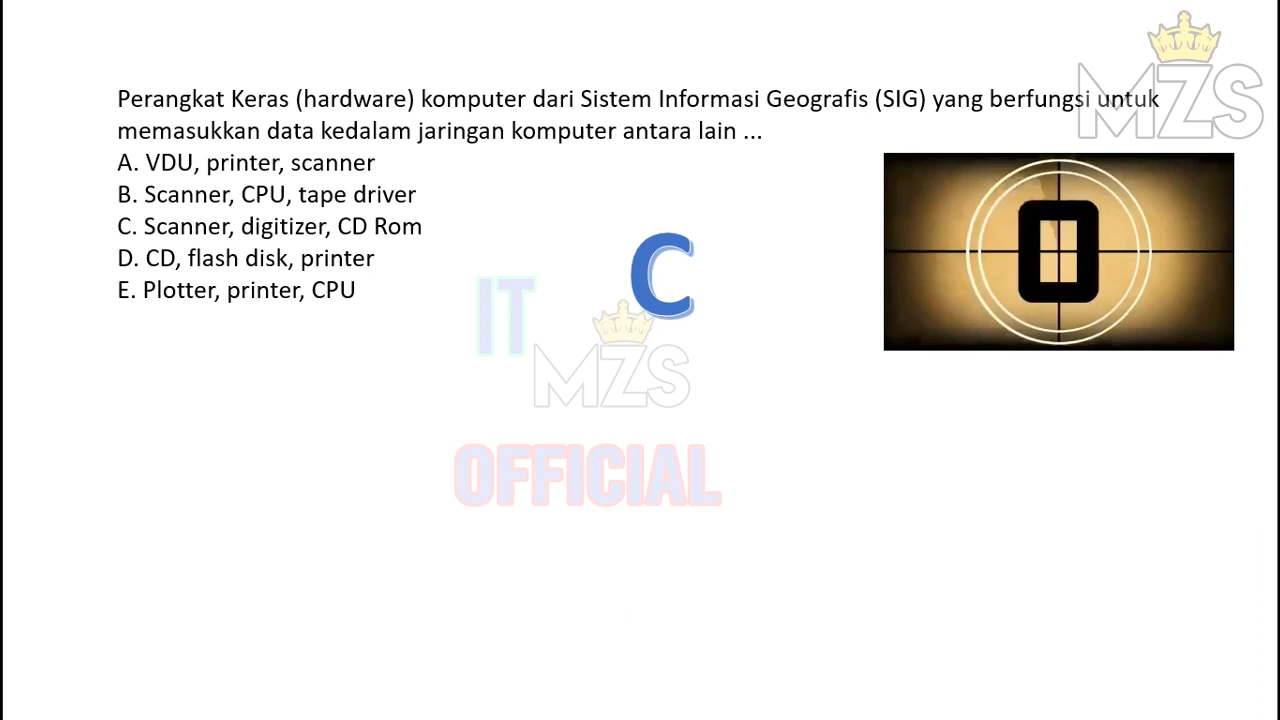 MZS
Perangkat Keras (hardware) komputer dari Sistem Informasi Geografis (SIG) yang berfungsi untuk
memasukkan data kedalam jaringan komputer antara lain ...
A. VDU, printer, scanner
B. Scanner, CPU, tape driver
C. Scanner, digitizer, CD Rom
D. CD, flash disk, printer
E. Plotter, printer, CPU
0
C
IT
MZS
OFFICIAL